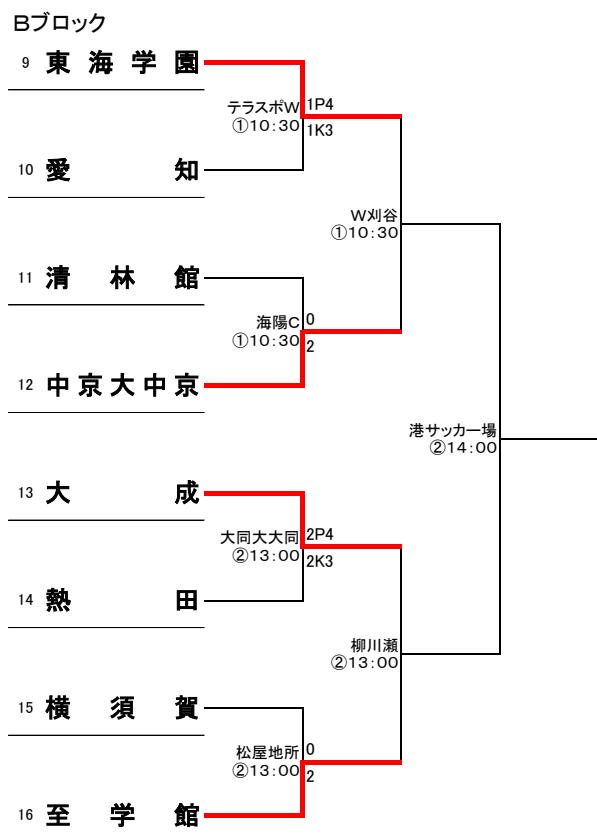 Bブロック
9 東海学園
テラスポW 1P4
①10:30 1K3
10 愛知
W刈谷
①10:30
11 清林館
海陽C 0
①10:30 2
12 中京大中京
港サッカー場
②14:00
13 大成
大同大大同 2P4
②13:00 2K3
14 熱田
柳川瀬
②13:00
15 横須賀
松屋地所 0
②13:00 2
16 至学館